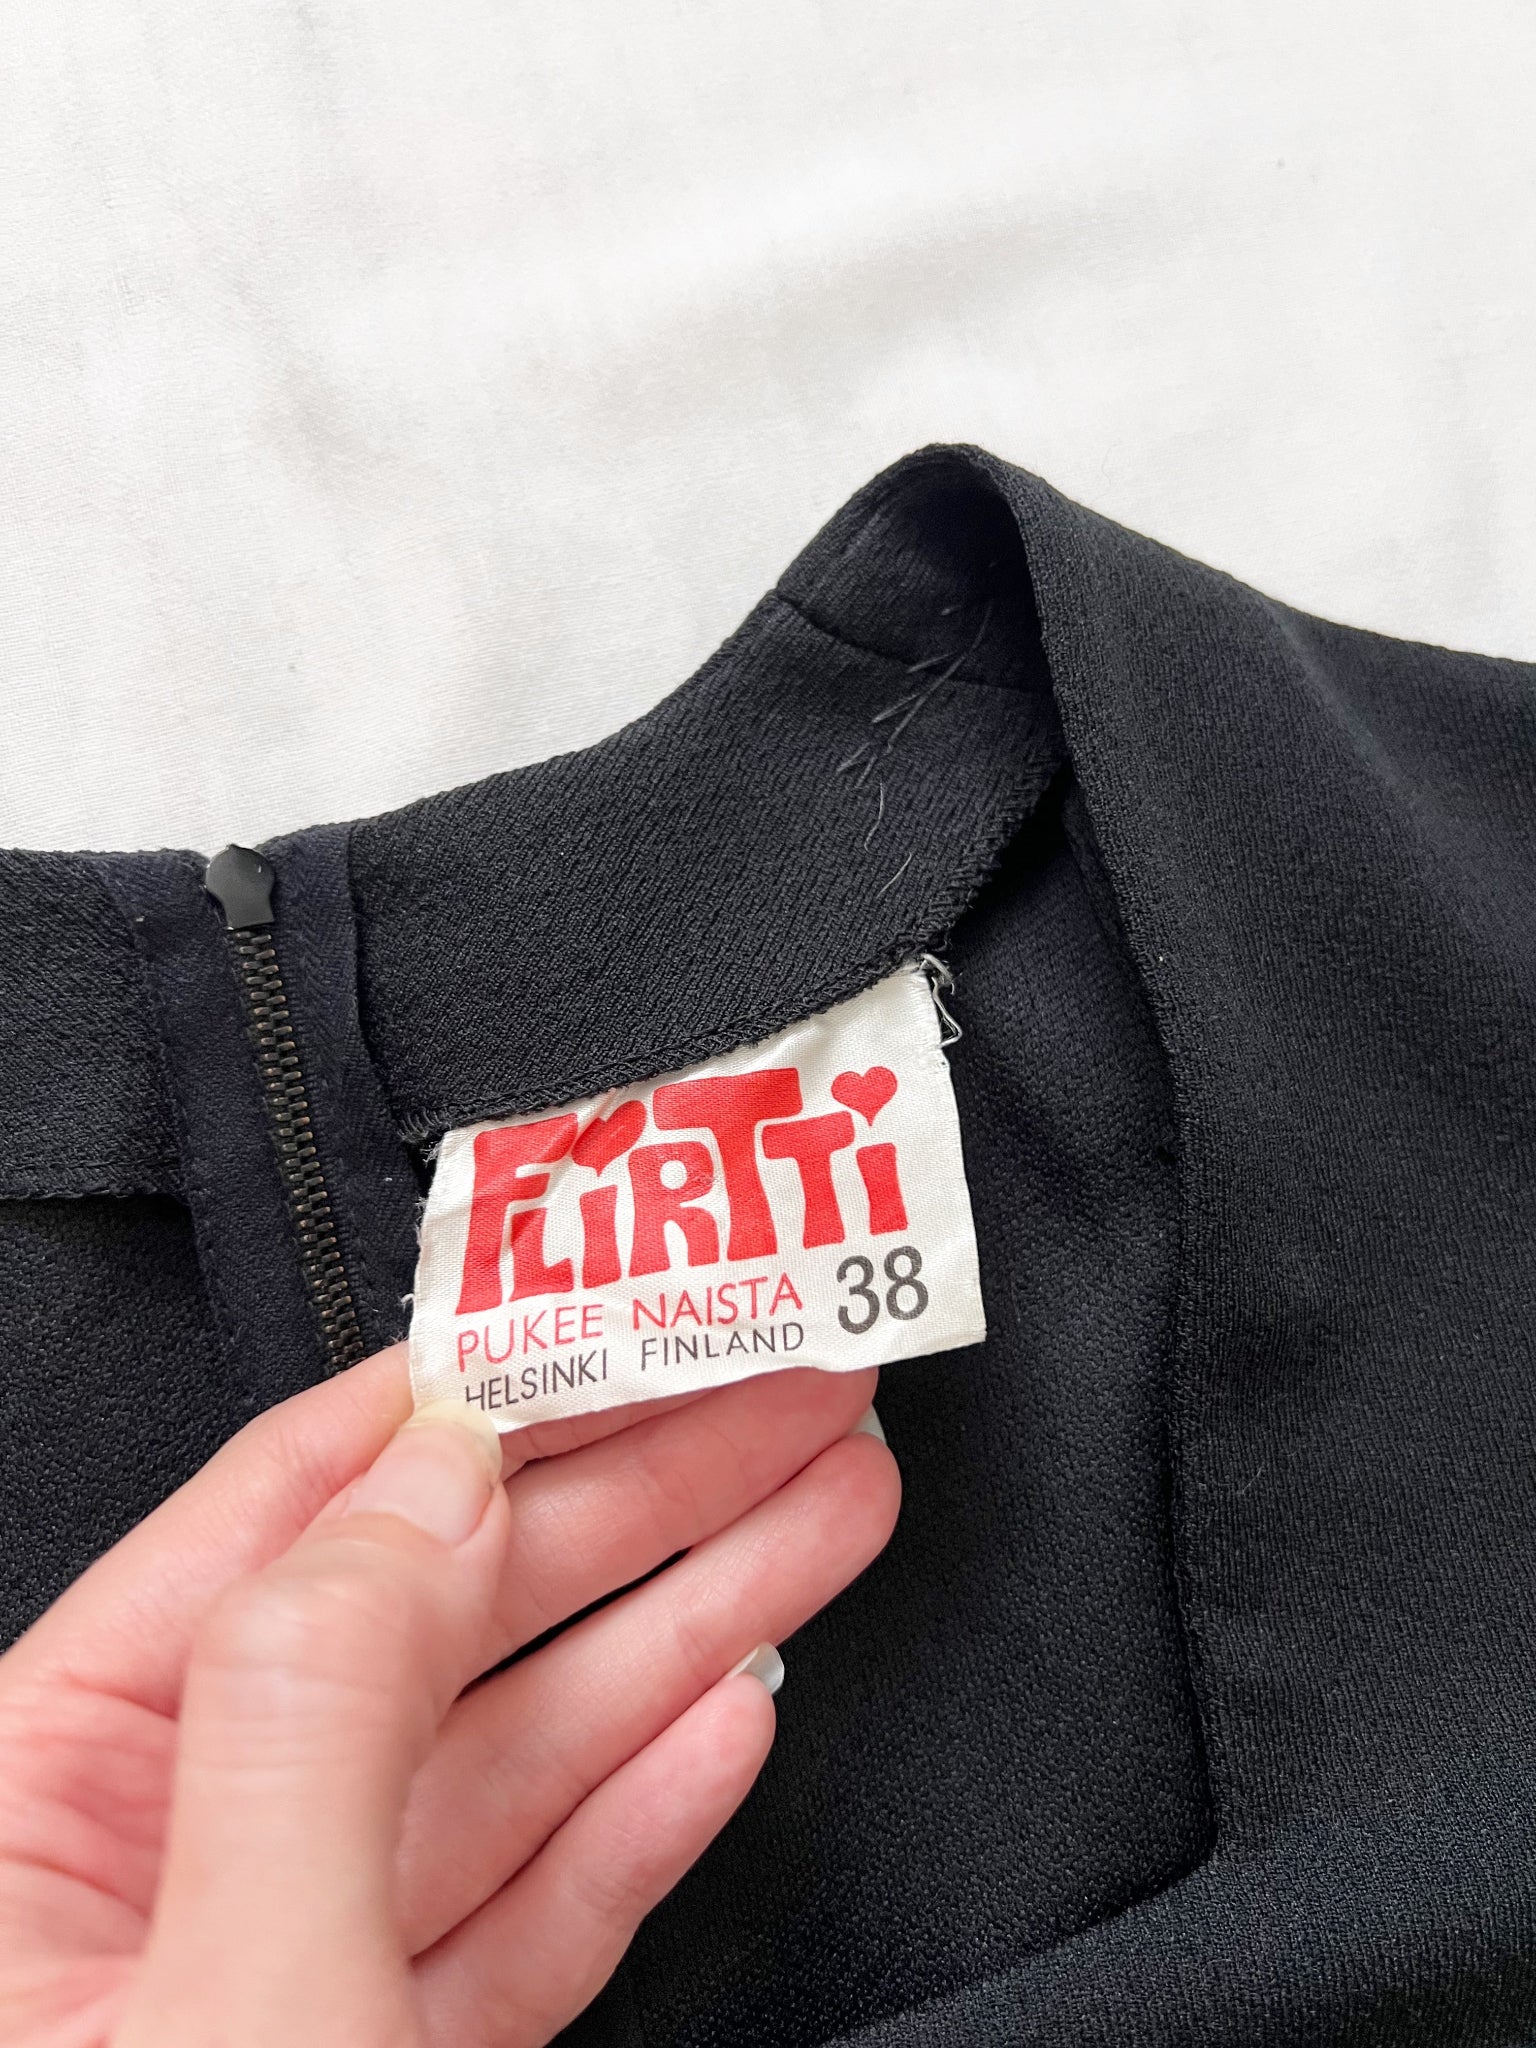 FLiRTTi
PUKEE NAISTA 38
HELSINKI FINLAND